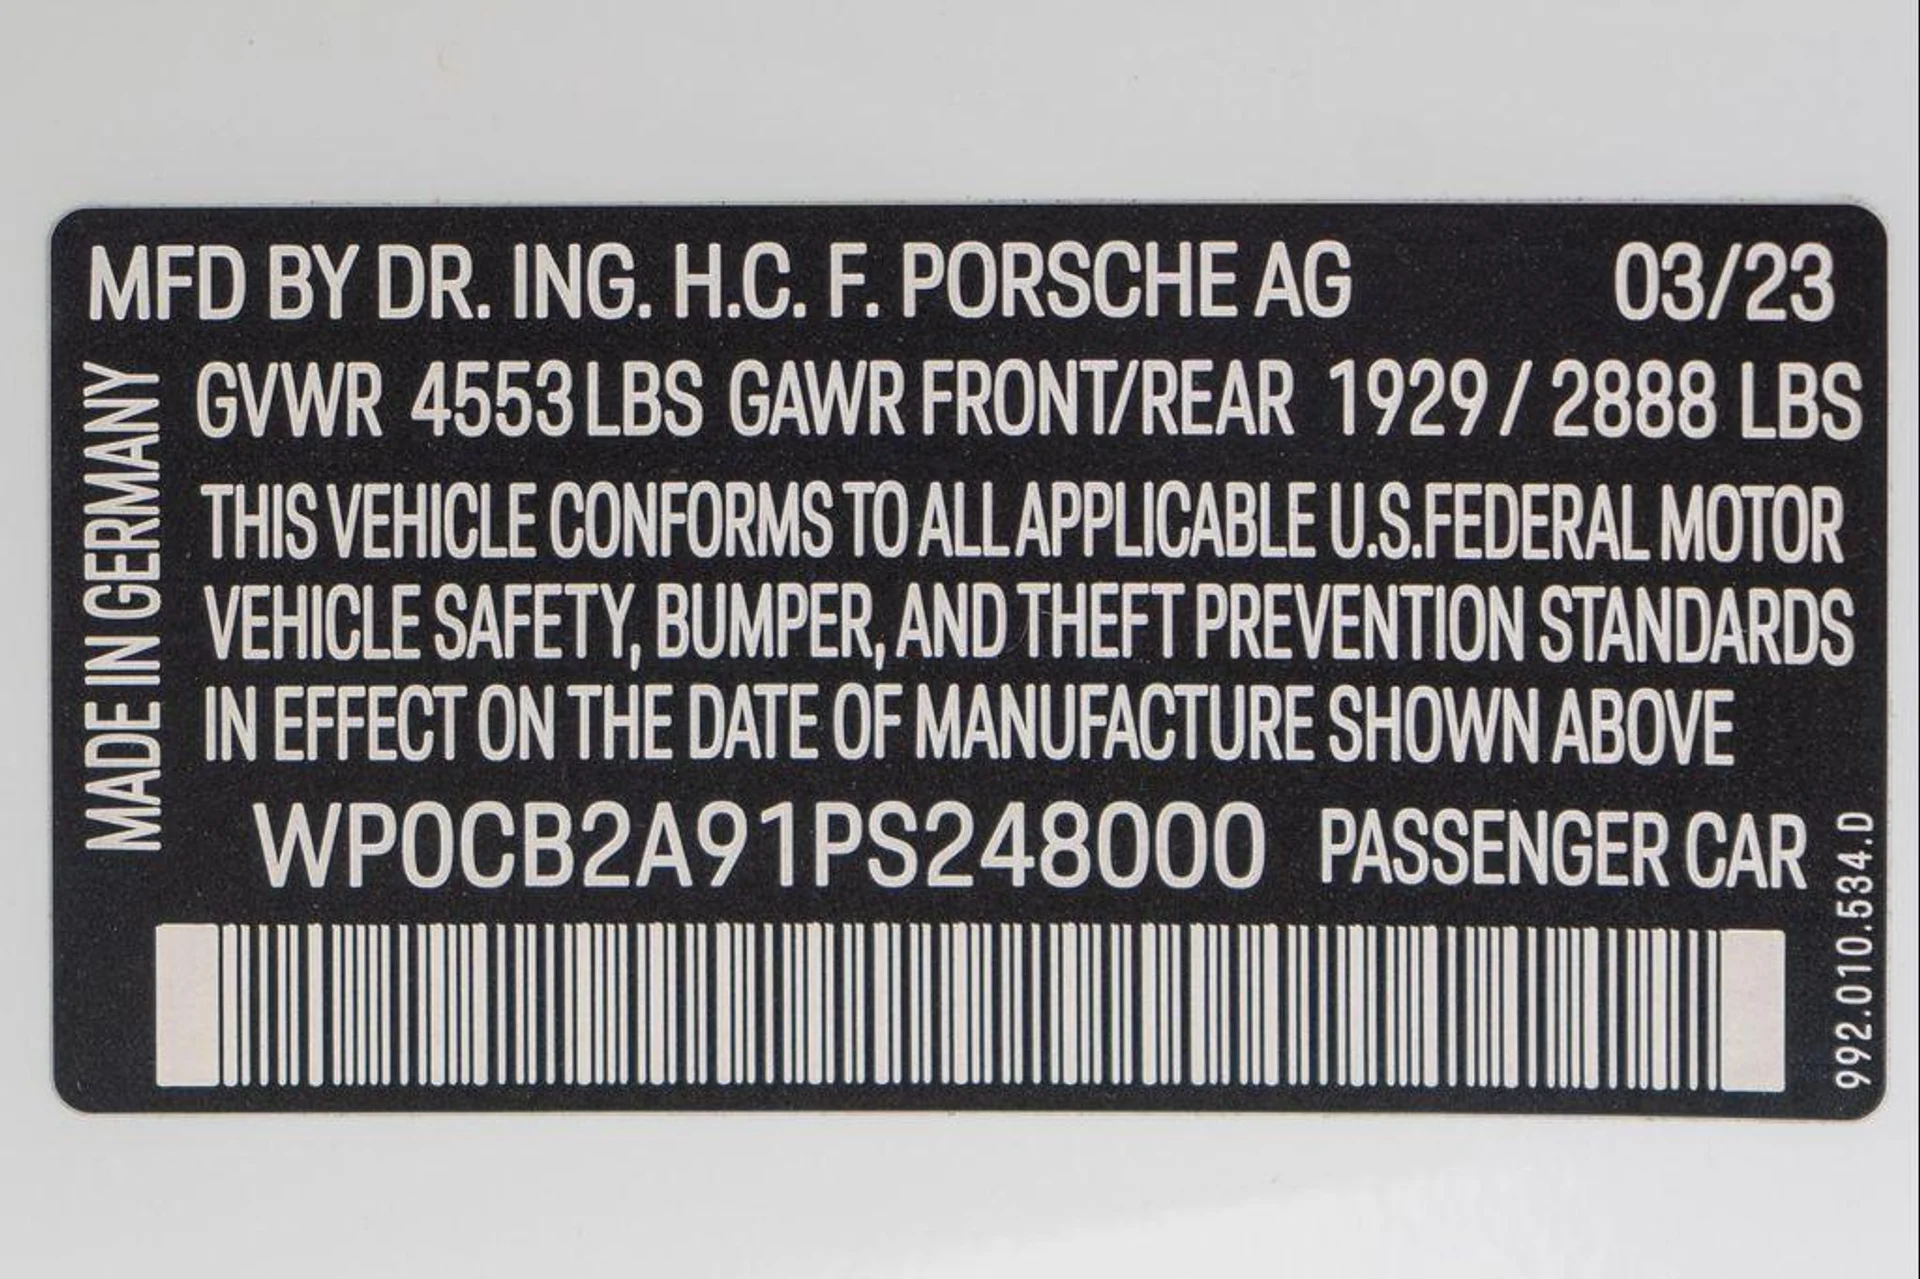 MFD BY DR. ING. H.C. F. PORSCHE AG 03/23
MADE IN GERMANY
GVWR 4553 LBS GAWR FRONT/REAR 1929 / 2888 LBS
THIS VEHICLE CONFORMS TO ALL APPLICABLE U.S.FEDERAL MOTOR
VEHICLE SAFETY, BUMPER, AND THEFT PREVENTION STANDARDS
IN EFFECT ON THE DATE OF MANUFACTURE SHOWN ABOVE
WP0CB2A91PS248000 PASSENGER CAR
992.010.534.D